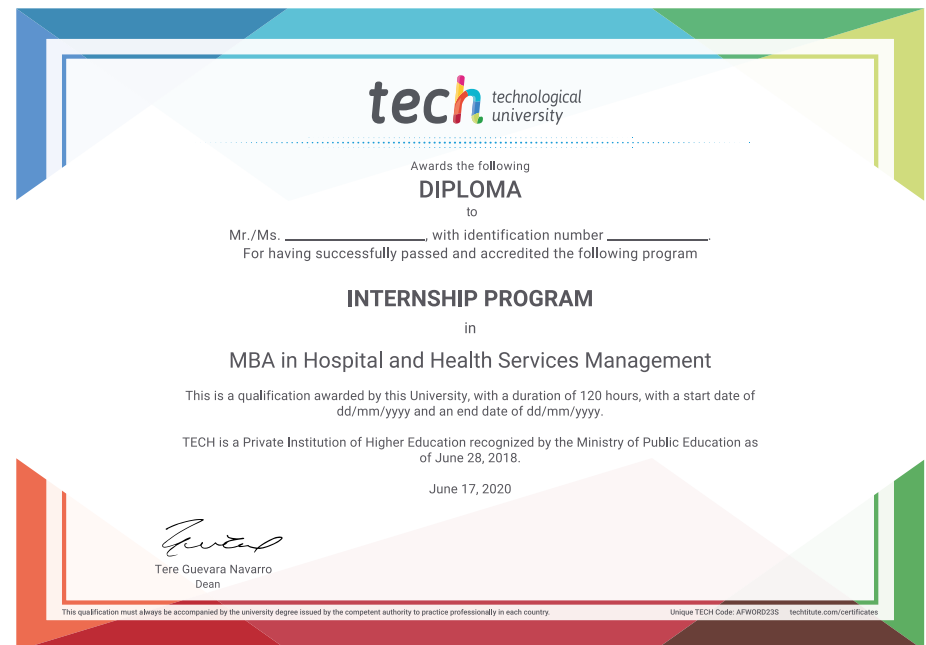 tech technological
university
Awards the following
DIPLOMA
to
Mr./Ms. ____________________, with identification number ______________.
For having successfully passed and accredited the following program
INTERNSHIP PROGRAM
in
MBA in Hospital and Health Services Management
This is a qualification awarded by this University, with a duration of 120 hours, with a start date of
dd/mm/yyyy and an end date of dd/mm/yyyy.
TECH is a Private Institution of Higher Education recognized by the Ministry of Public Education as
of June 28, 2018.
June 17, 2020
Tere Guevara Navarro
Dean
This qualification must always be accompanied by the university degree issued by the competent authority to practice professionally in each country.
Unique TECH Code: AFWORD23S techtitute.com/certificates